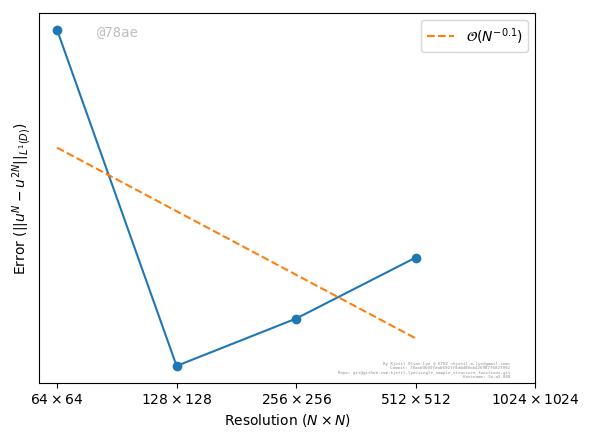 @78ae
𝒪(N^{-0.1})
Error (||u^N − u^{2N}||_{L^1(D)})
64 × 64
128 × 128
256 × 256
512 × 512
1024 × 1024
Resolution (N × N)